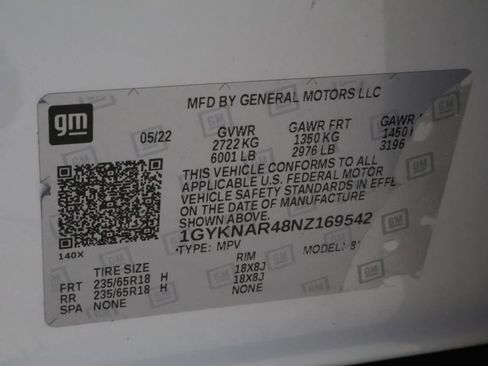 MFD BY GENERAL MOTORS LLC
gm
05/22 GVWR GAWR FRT GAWR
2722 KG 1350 KG 1450
6001 LB 2976 LB 3196
THIS VEHICLE CONFORMS TO ALL
APPLICABLE U.S. FEDERAL MOTOR
VEHICLE SAFETY STANDARDS IN EFFE
ON THE DATE OF MANUFACTURE
SHOWN ABOVE.
1GYKNAR48NZ169542
140X TYPE: MPV MODEL:
TIRE SIZE RIM
FRT 235/65R18 H 18X8J
RR 235/65R18 H 18X8J
SPA NONE NONE